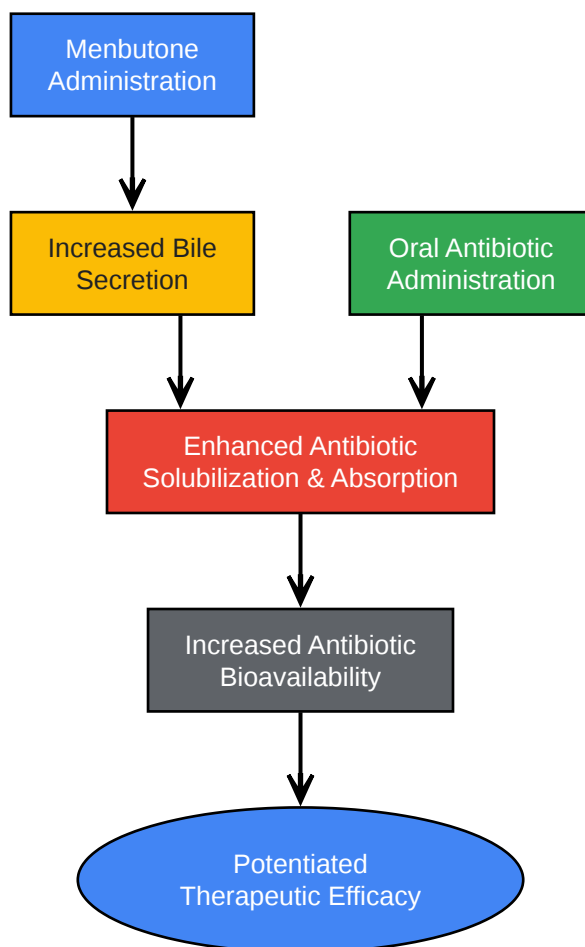 Menbutone
Administration
Increased Bile
Secretion
Oral Antibiotic
Administration
Enhanced Antibiotic
Solubilization & Absorption
Increased Antibiotic
Bioavailability
Potentiated
Therapeutic Efficacy